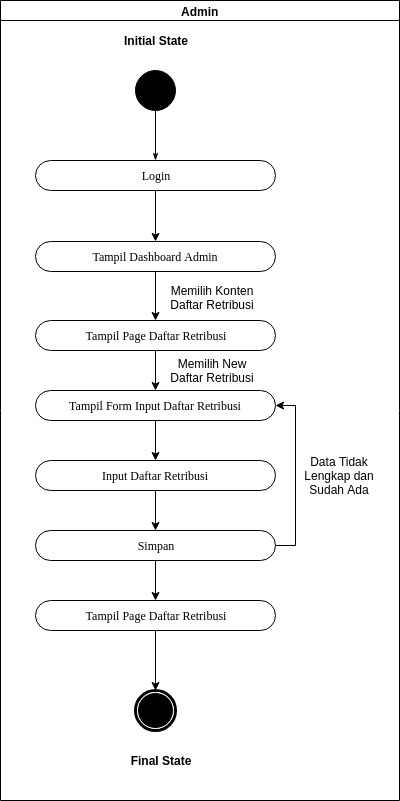 Admin
Initial State
Login
Tampil Dashboard Admin
Memilih Konten
Daftar Retribusi
Tampil Page Daftar Retribusi
Memilih New
Daftar Retribusi
Tampil Form Input Daftar Retribusi
Data Tidak
Lengkap dan
Sudah Ada
Input Daftar Retribusi
Simpan
Tampil Page Daftar Retribusi
Final State